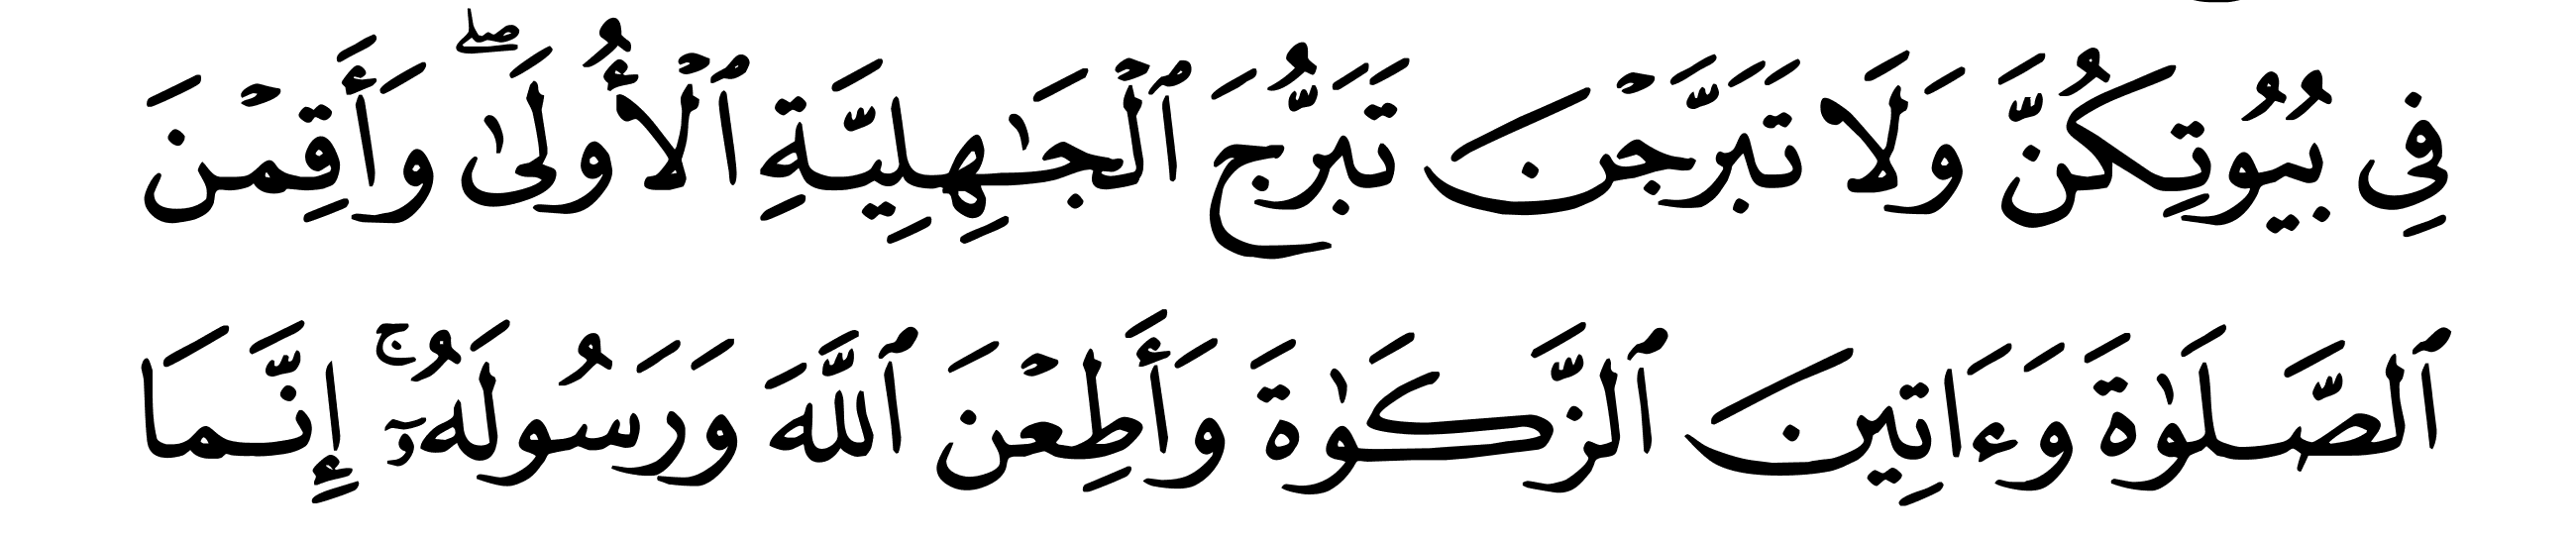 فِى بُيُوتِكُنَّ وَلَا تَبَرَّجۡنَ تَبَرُّجَ ٱلۡجَٰهِلِيَّةِ ٱلۡأُولَىٰۖ وَأَقِمۡنَ
ٱلصَّلَوٰةَ وَءَاتِينَ ٱلزَّكَوٰةَ وَأَطِعۡنَ ٱللَّهَ وَرَسُولَهُۥٓۚ إِنَّمَا